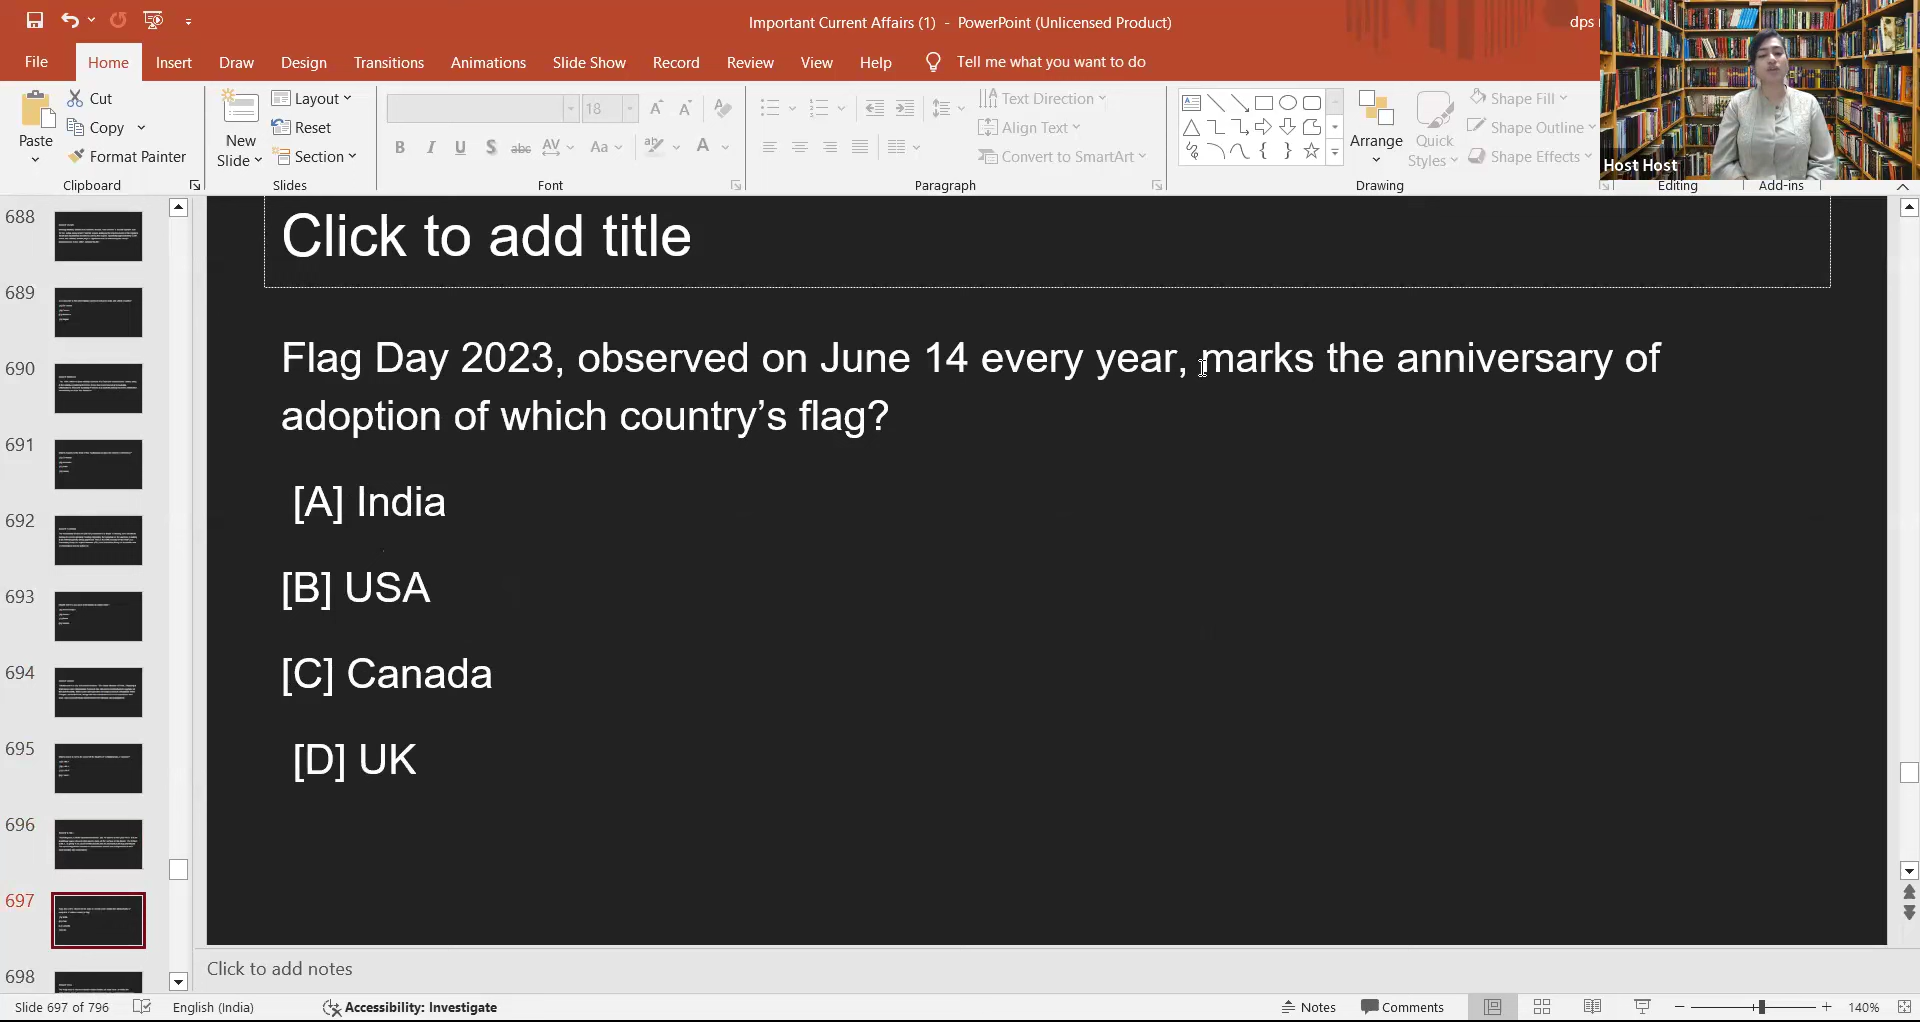 Important Current Affairs (1) - PowerPoint (Unlicensed Product)
dps
File Home Insert Draw Design Transitions Animations Slide Show Record Review View Help Tell me what you want to do
Paste
Cut
Copy
Format Painter
Clipboard
New Slide
Layout
Reset
Section
Slides
18
B I U S abc AV Aa A
Font
Text Direction
Align Text
Convert to SmartArt
Paragraph
Arrange
Quick Styles
Shape Fill
Shape Outline
Shape Effects
Drawing
Host Host
Editing
Add-ins
688
689
690
691
692
693
694
695
696
697
698
Click to add title
Flag Day 2023, observed on June 14 every year, marks the anniversary of
adoption of which country’s flag?
[A] India
[B] USA
[C] Canada
[D] UK
Click to add notes
Slide 697 of 796 English (India) Accessibility: Investigate Notes Comments 140%